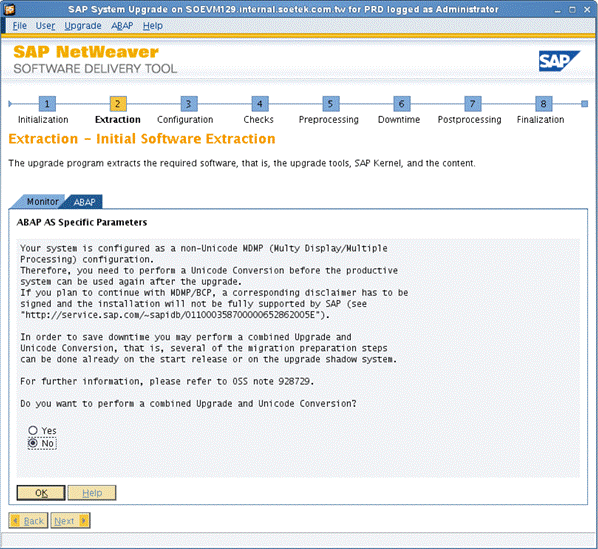 SAP System Upgrade on SOEVM129.internal.soetek.com.tw for PRD logged as Administrator
File User Upgrade ABAP Help
SAP NetWeaver
SOFTWARE DELIVERY TOOL
SAP
1 2 3 4 5 6 7 8
Initialization Extraction Configuration Checks Preprocessing Downtime Postprocessing Finalization
Extraction - Initial Software Extraction
The upgrade program extracts the required software, that is, the upgrade tools, SAP Kernel, and the content.
Monitor ABAP
ABAP AS Specific Parameters
Your system is configured as a non-Unicode MDMP (Multy Display/Multiple
Processing) configuration.
Therefore, you need to perform a Unicode Conversion before the productive
system can be used again after the upgrade.
If you plan to continue with MDMP/BCP, a corresponding disclaimer has to be
signed and the installation will not be fully supported by SAP (see
"http://service.sap.com/~sapidb/011000358700000652862005E").
In order to save downtime you may perform a combined Upgrade and
Unicode Conversion, that is, several of the migration preparation steps
can be done already on the start release or on the upgrade shadow system.
For further information, please refer to OSS note 928729.
Do you want to perform a combined Upgrade and Unicode Conversion?
Yes
No
OK Help
Back Next